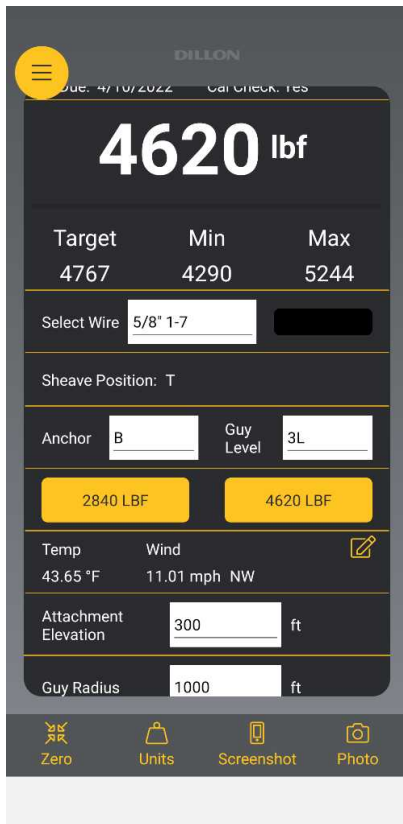 DILLON
Due: 4/10/2022 Cal Check: Yes
4620 lbf
Target Min Max
4767 4290 5244
Select Wire 5/8" 1-7
Sheave Position: T
Anchor B Guy Level 3L
2840 LBF 4620 LBF
Temp Wind
43.65 °F 11.01 mph NW
Attachment Elevation 300 ft
Guy Radius 1000 ft
Zero Units Screenshot Photo